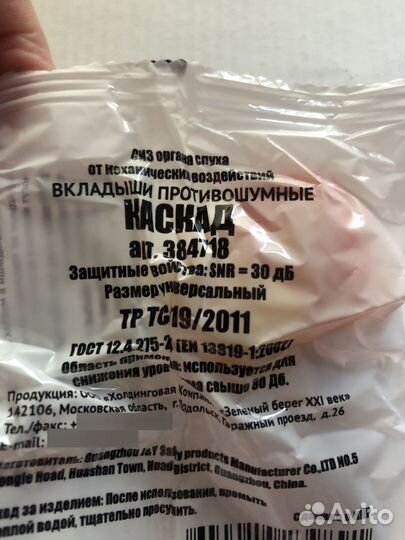 СИЗ органа слуха
от механических воздействий
ВКЛАДЫШИ ПРОТИВОШУМНЫЕ
КАСКАД
арт. 384718
Защитные свойства: SNR = 30 дБ
Размер универсальный
ТР ТС 019/2011
ГОСТ 12.4.275-2 (EN 13819-1:2002)
Область примен используется для
снижения уровня свыше 80 Дб.
Продукция: ООО «Холдинговая Компания «Зеленый берег XXI век»
142106, Московская область, г. Подольск, Гаражный проезд, д.26
Тел./факс: +
E-mail:
Изготовитель: Guangzhou J&Y Safety products Manufacturer Co.,LTD NO.5
Road, Huashan Town, Huadu District, Guangzhou, China.
Уход за изделием: После использования, промыть
теплой водой, тщательно просушить.
Avito